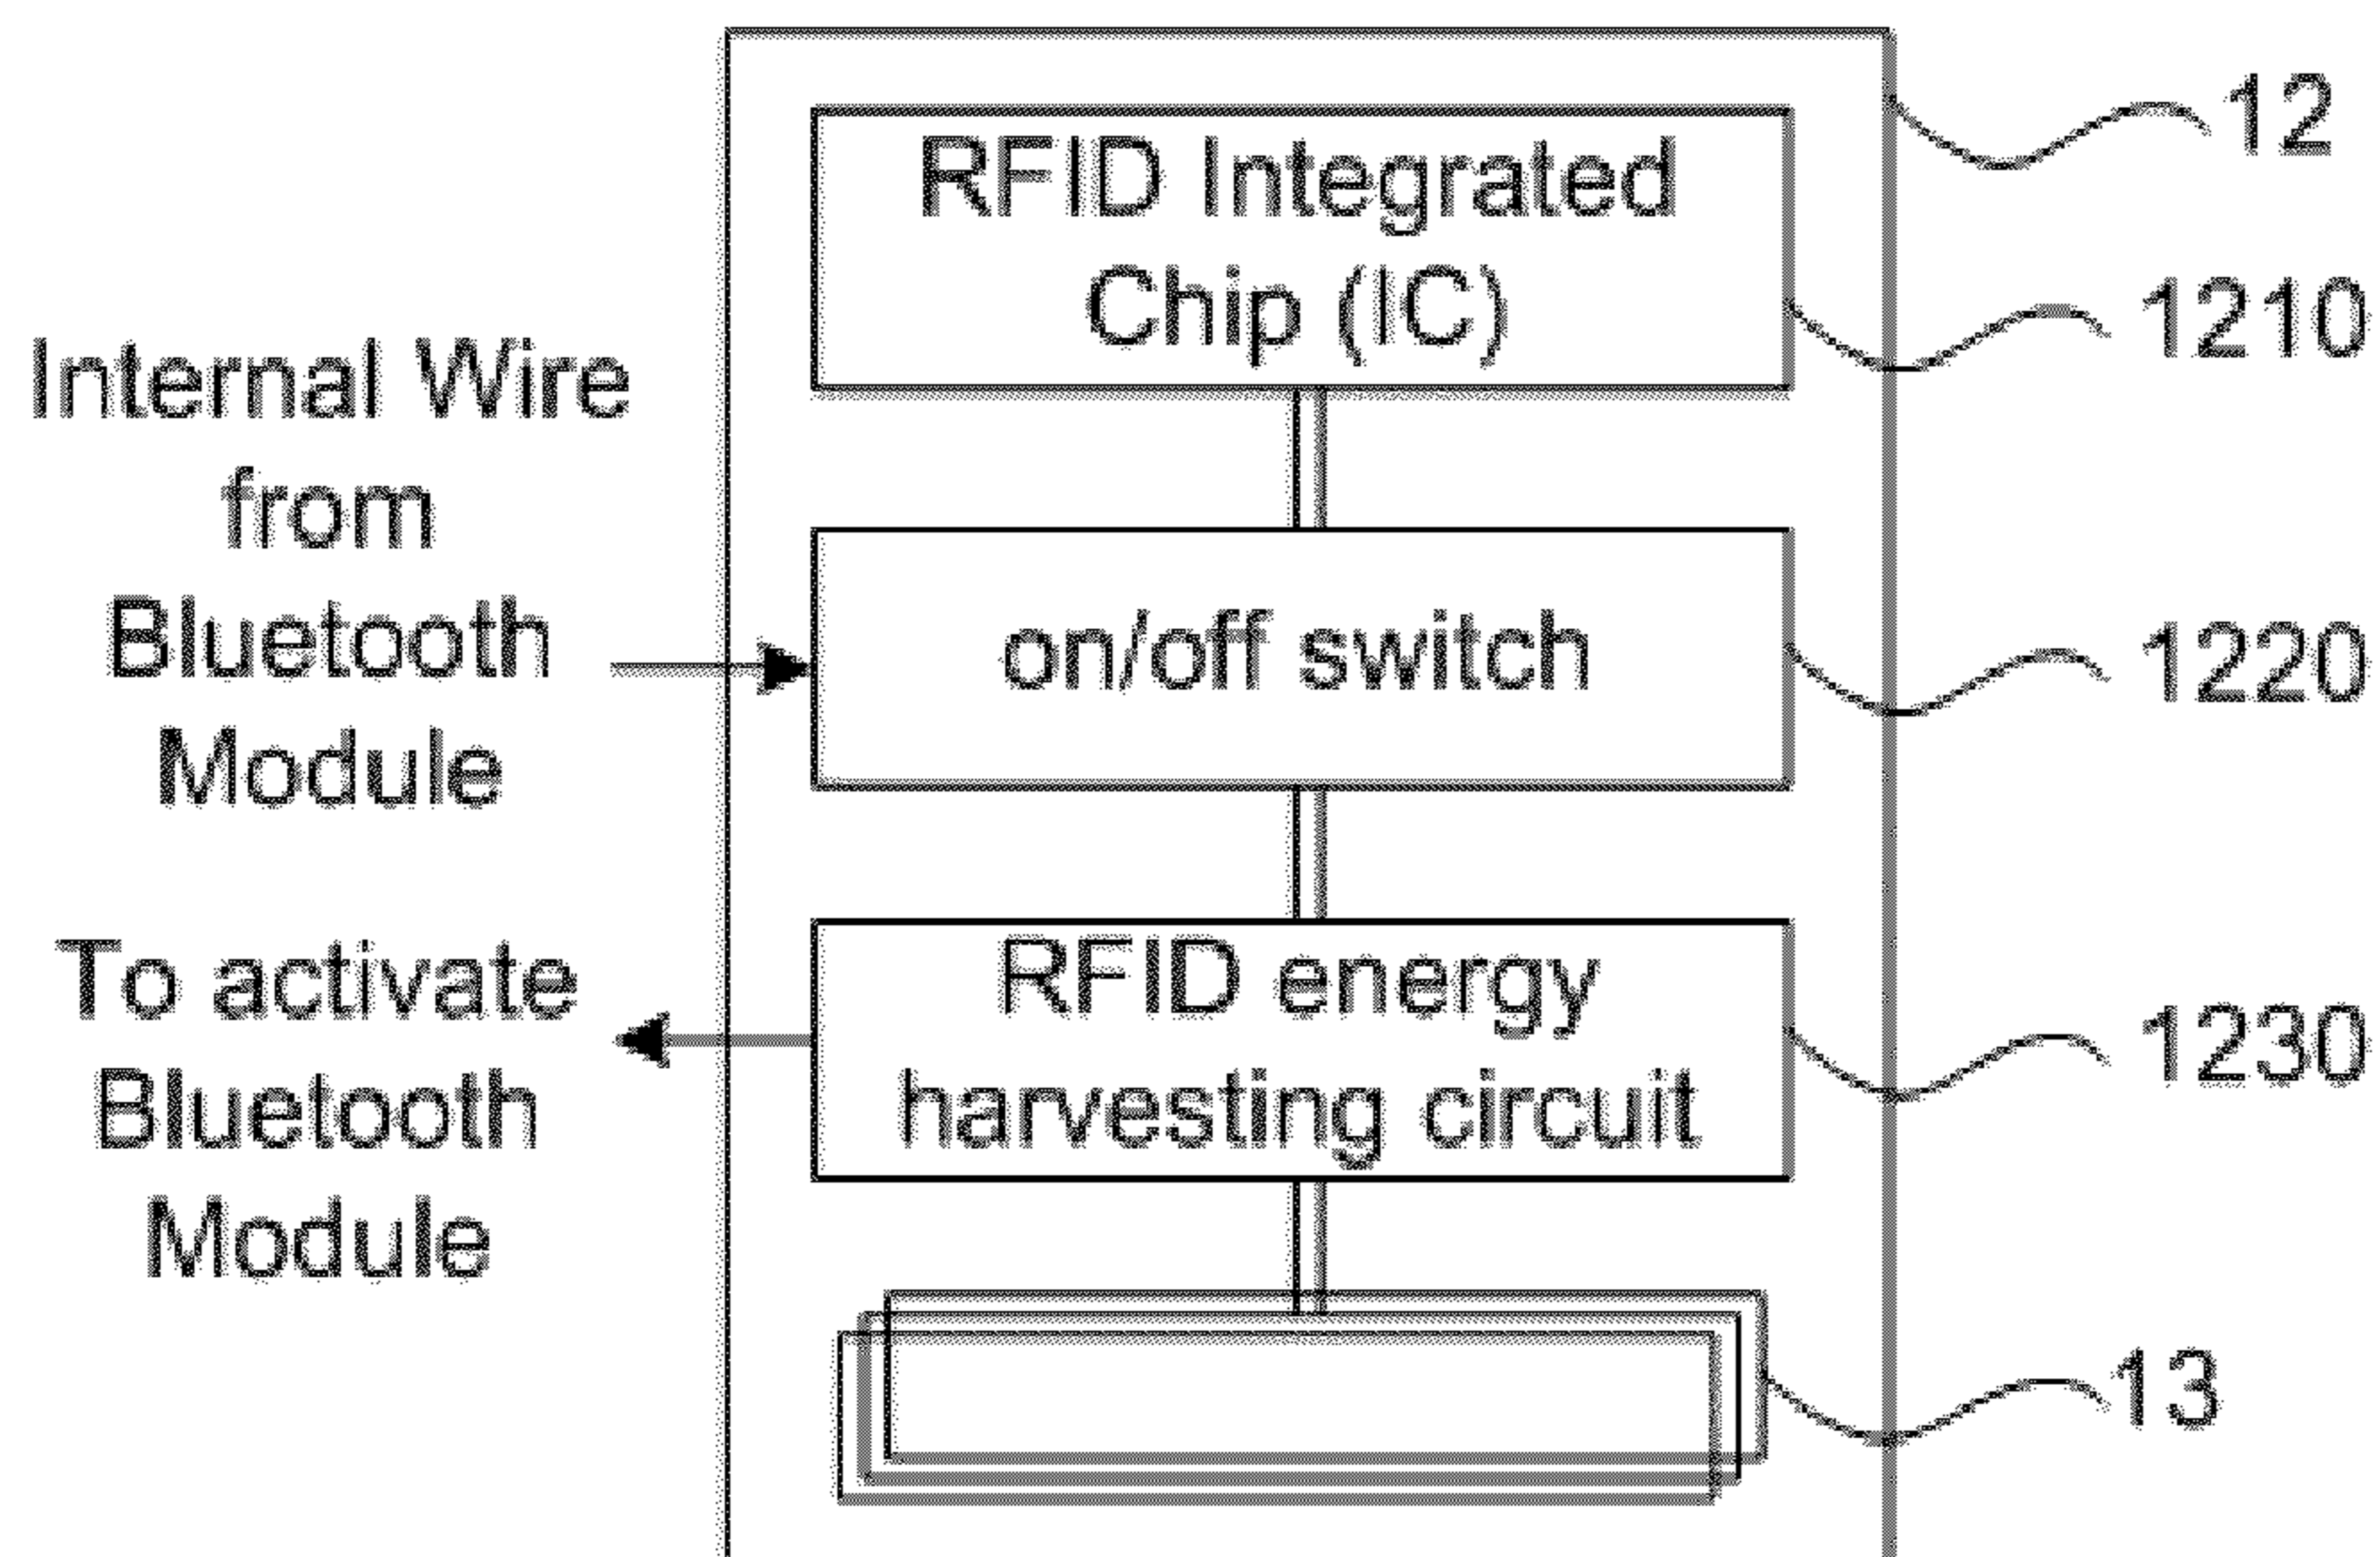 12
RFID Integrated
Chip (IC)
1210
Internal Wire
from
Bluetooth
Module
on/off switch
1220
To activate
Bluetooth
Module
RFID energy
harvesting circuit
1230
13